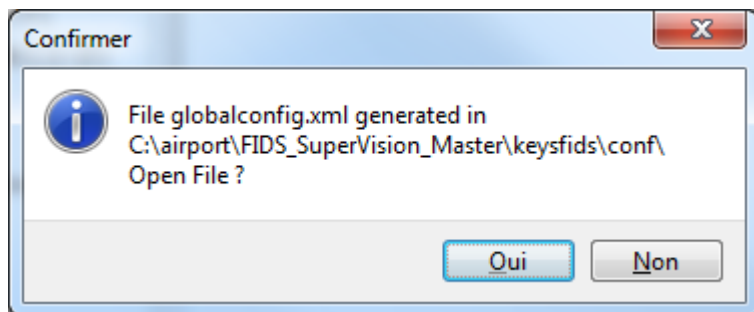 Confirmer
File globalconfig.xml generated in
C:\airport\FIDS_SuperVision_Master\keysfids\conf\
Open File ?
Oui
Non